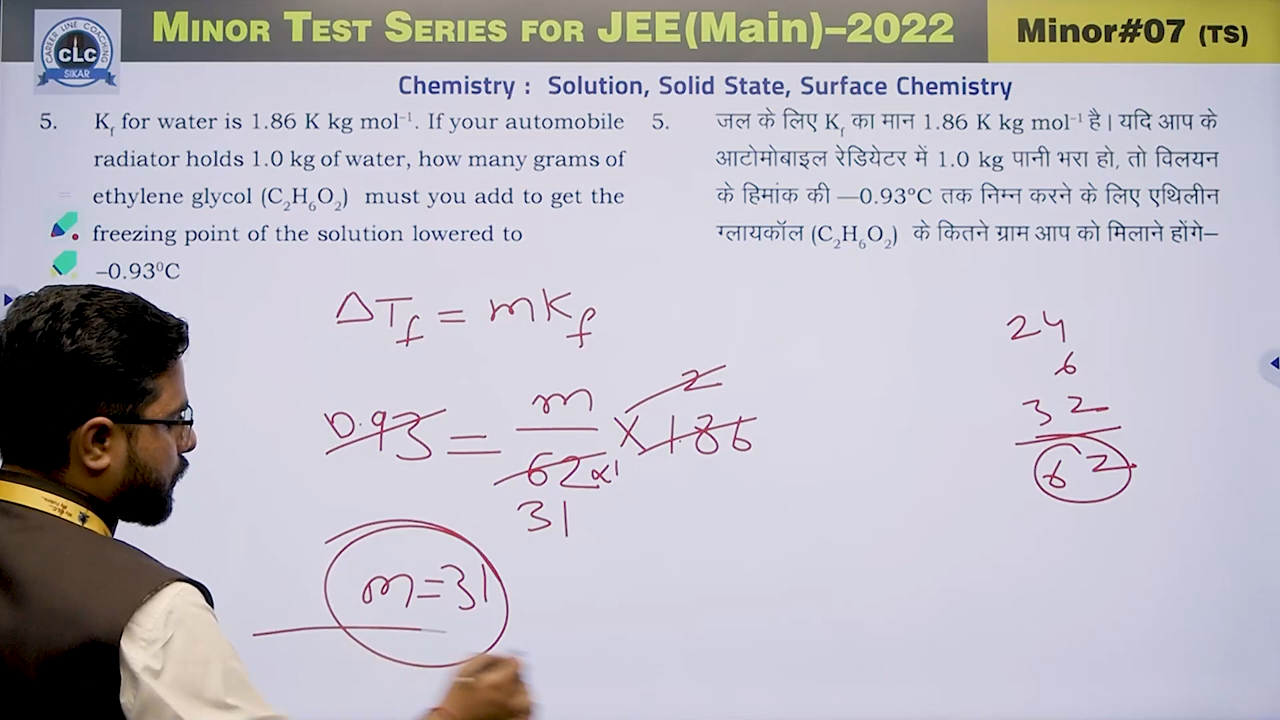 MINOR TEST SERIES FOR JEE(MAIN)–2022
Minor#07 (TS)
CAREER LINE COACHING
CLC
SIKAR
Chemistry : Solution, Solid State, Surface Chemistry
5. K_f for water is 1.86 K kg mol⁻¹. If your automobile
radiator holds 1.0 kg of water, how many grams of
ethylene glycol (C₂H₆O₂) must you add to get the
freezing point of the solution lowered to
–0.93⁰C
5. जल के लिए K_f का मान 1.86 K kg mol⁻¹ है। यदि आप के
आटोमोबाइल रेडियेटर में 1.0 kg पानी भरा हो, तो विलयन
के हिमांक की —0.93°C तक निम्न करने के लिए एथिलीन
ग्लायकॉल (C₂H₆O₂) के कितने ग्राम आप को मिलाने होंगे–
ΔT_f = mK_f
2
0.93 = m / 62×1 × 1.86
31
m=31
24
6
32
62